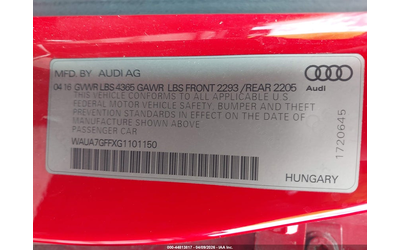 MFD. BY AUDI AG
Audi
04/16 GVWR LBS 4365 GAWR LBS FRONT 2293 / REAR 2205
THIS VEHICLE CONFORMS TO ALL APPLICABLE U.S.
FEDERAL MOTOR VEHICLE SAFETY, BUMPER AND THEFT
PREVENTION STANDARDS IN EFFECT ON THE DATE OF
MANUFACTURE SHOWN ABOVE.
PASSENGER CAR
WAUA7GFFXG1101150
HUNGARY
1720645